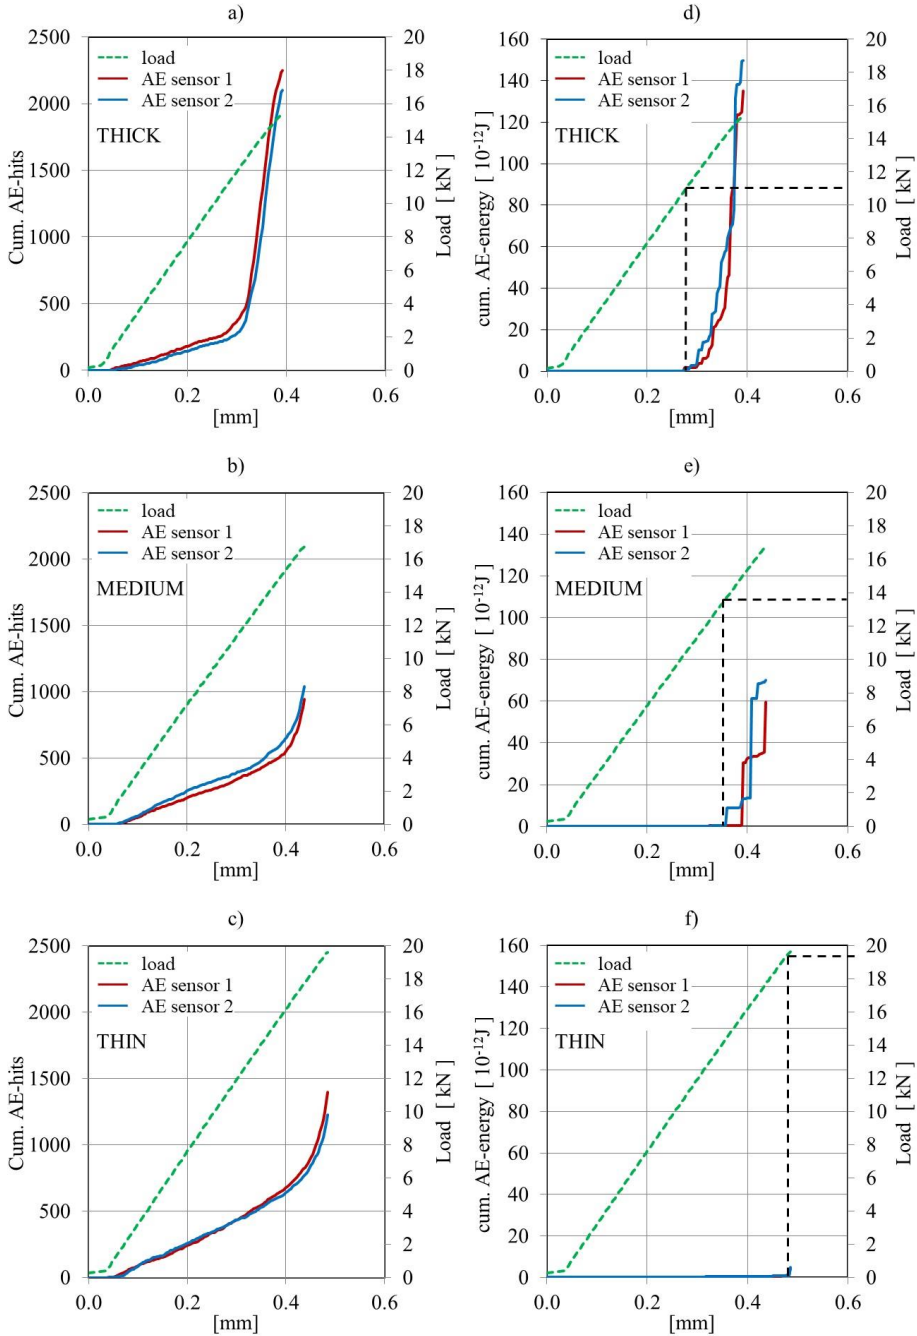 a)
2500
2000
1500
1000
500
0
Cum. AE-hits
load
AE sensor 1
AE sensor 2
THICK
20
18
16
14
12
10
8
6
4
2
0
Load [ kN ]
0.0 0.2 0.4 0.6
[mm]
d)
160
140
120
100
80
60
40
20
0
cum. AE-energy [ 10⁻¹²J ]
load
AE sensor 1
AE sensor 2
THICK
20
18
16
14
12
10
8
6
4
2
0
Load [ kN ]
0.0 0.2 0.4 0.6
[mm]
b)
2500
2000
1500
1000
500
0
Cum. AE-hits
load
AE sensor 1
AE sensor 2
MEDIUM
20
18
16
14
12
10
8
6
4
2
0
Load [ kN ]
0.0 0.2 0.4 0.6
[mm]
e)
160
140
120
100
80
60
40
20
0
cum. AE-energy [ 10⁻¹²J ]
load
AE sensor 1
AE sensor 2
MEDIUM
20
18
16
14
12
10
8
6
4
2
0
Load [ kN ]
0.0 0.2 0.4 0.6
[mm]
c)
2500
2000
1500
1000
500
0
Cum. AE-hits
load
AE sensor 1
AE sensor 2
THIN
20
18
16
14
12
10
8
6
4
2
0
Load [ kN ]
0.0 0.2 0.4 0.6
[mm]
f)
160
140
120
100
80
60
40
20
0
cum. AE-energy [ 10⁻¹²J ]
load
AE sensor 1
AE sensor 2
THIN
20
18
16
14
12
10
8
6
4
2
0
Load [ kN ]
0.0 0.2 0.4 0.6
[mm]